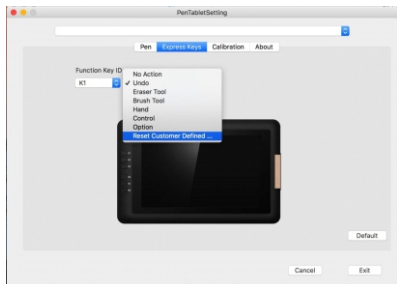 PenTabletSetting
Pen Express Keys Calibration About
Function Key ID
K1
No Action
✓ Undo
Eraser Tool
Brush Tool
Hand
Control
Option
Reset Customer Defined ...
Default
Cancel Exit